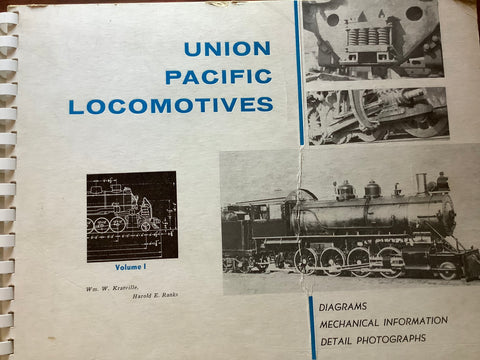 UNION
PACIFIC
LOCOMOTIVES
Volume I
Wm. W. Kratville,
Harold E. Ranks
DIAGRAMS
MECHANICAL INFORMATION
DETAIL PHOTOGRAPHS